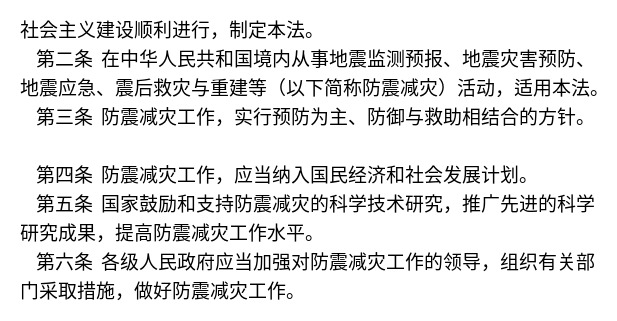 社会主义建设顺利进行，制定本法。
第二条 在中华人民共和国境内从事地震监测预报、地震灾害预防、
地震应急、震后救灾与重建等（以下简称防震减灾）活动，适用本法。
第三条 防震减灾工作，实行预防为主、防御与救助相结合的方针。
第四条 防震减灾工作，应当纳入国民经济和社会发展计划。
第五条 国家鼓励和支持防震减灾的科学技术研究，推广先进的科学
研究成果，提高防震减灾工作水平。
第六条 各级人民政府应当加强对防震减灾工作的领导，组织有关部
门采取措施，做好防震减灾工作。